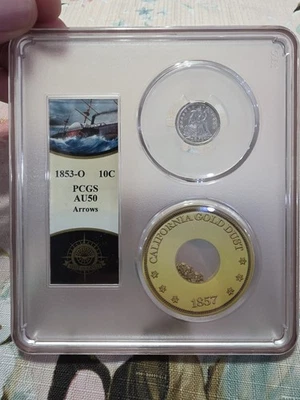 1853-O 10C
PCGS
AU50
Arrows
CALIFORNIA GOLD DUST
1857